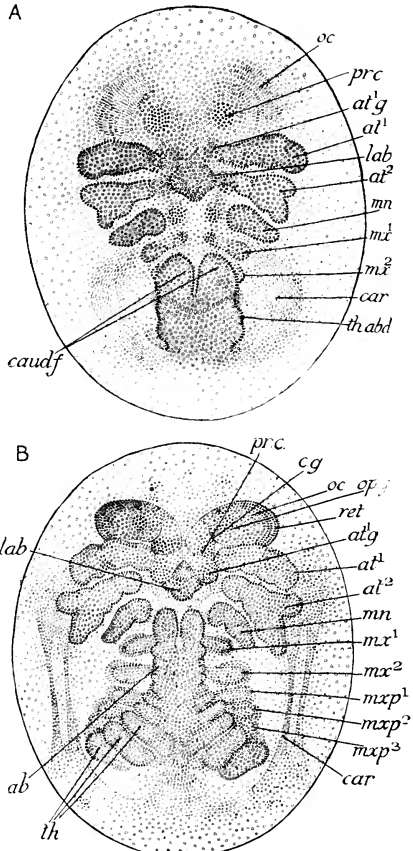 A
oc
prc
at¹g
at¹
lab
at²
mn
mx¹
mx²
car
th abd
caudf
B
prc.
cg
oc
ret
at¹g
lab
at¹
at²
mn
mx¹
mx²
mxp¹
mxp²
mxp³
car
ab
th